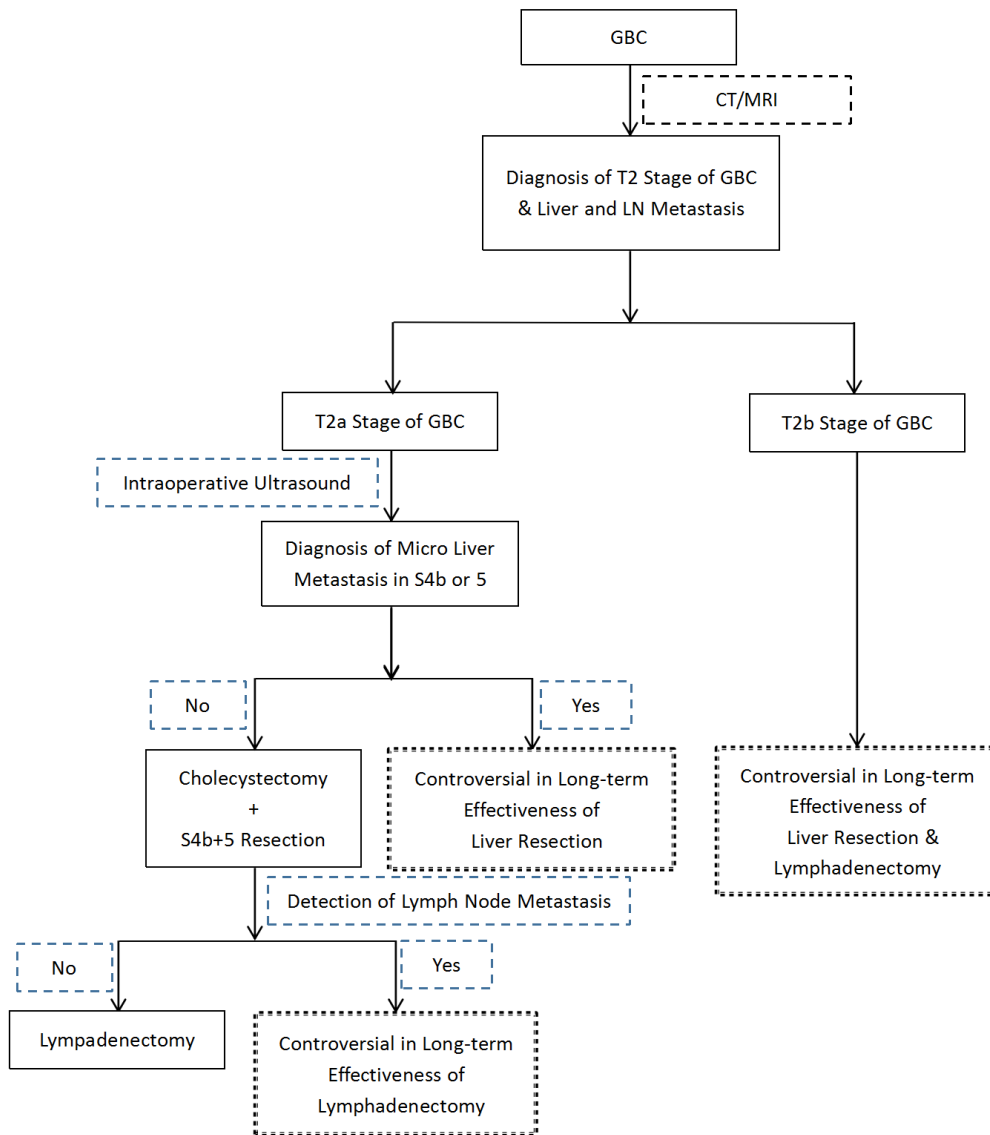 GBC
CT/MRI
Diagnosis of T2 Stage of GBC
& Liver and LN Metastasis
T2a Stage of GBC
T2b Stage of GBC
Intraoperative Ultrasound
Diagnosis of Micro Liver
Metastasis in S4b or 5
No
Yes
Cholecystectomy
+
S4b+5 Resection
Controversial in Long-term
Effectiveness of
Liver Resection
Controversial in Long-term
Effectiveness of
Liver Resection &
Lymphadenectomy
Detection of Lymph Node Metastasis
No
Yes
Lympadenectomy
Controversial in Long-term
Effectiveness of
Lymphadenectomy